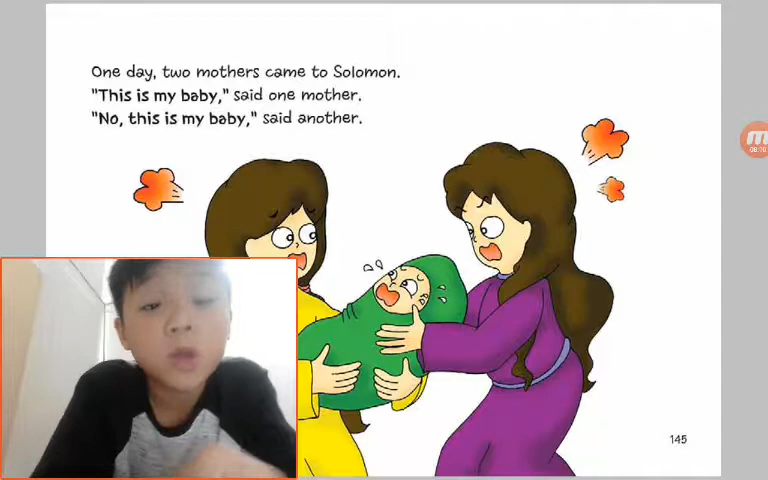 One day, two mothers came to Solomon.
"This is my baby," said one mother.
"No, this is my baby," said another.
145